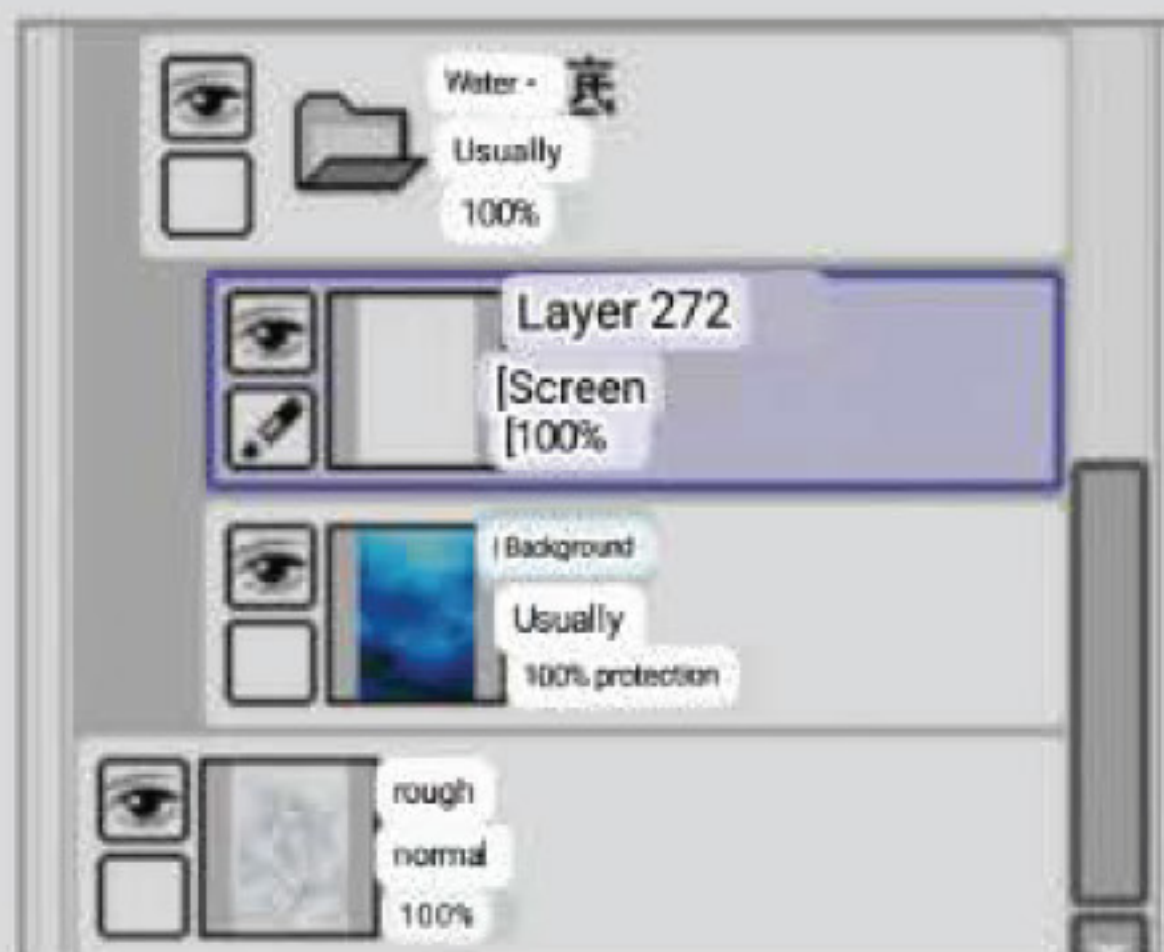 Water - 底
Usually
100%
Layer 272
[Screen
[100%
| Background
Usually
100% protection
rough
normal
100%